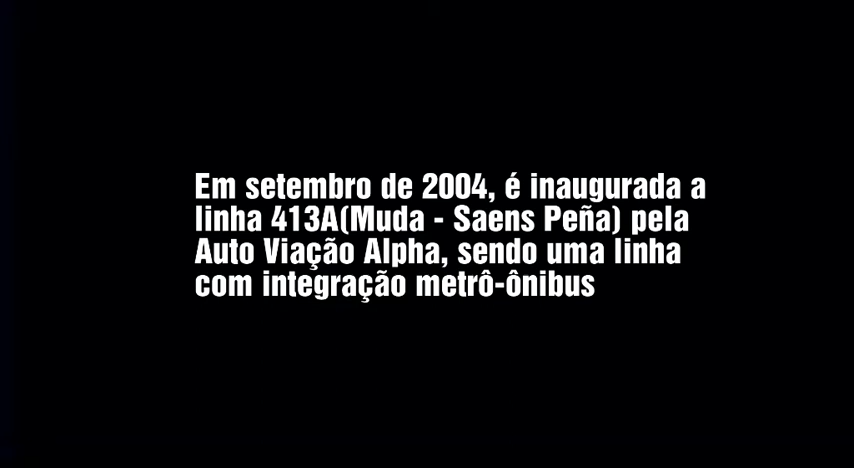 Em setembro de 2004, é inaugurada a
linha 413A(Muda - Saens Peña) pela
Auto Viação Alpha, sendo uma linha
com integração metrô-ônibus